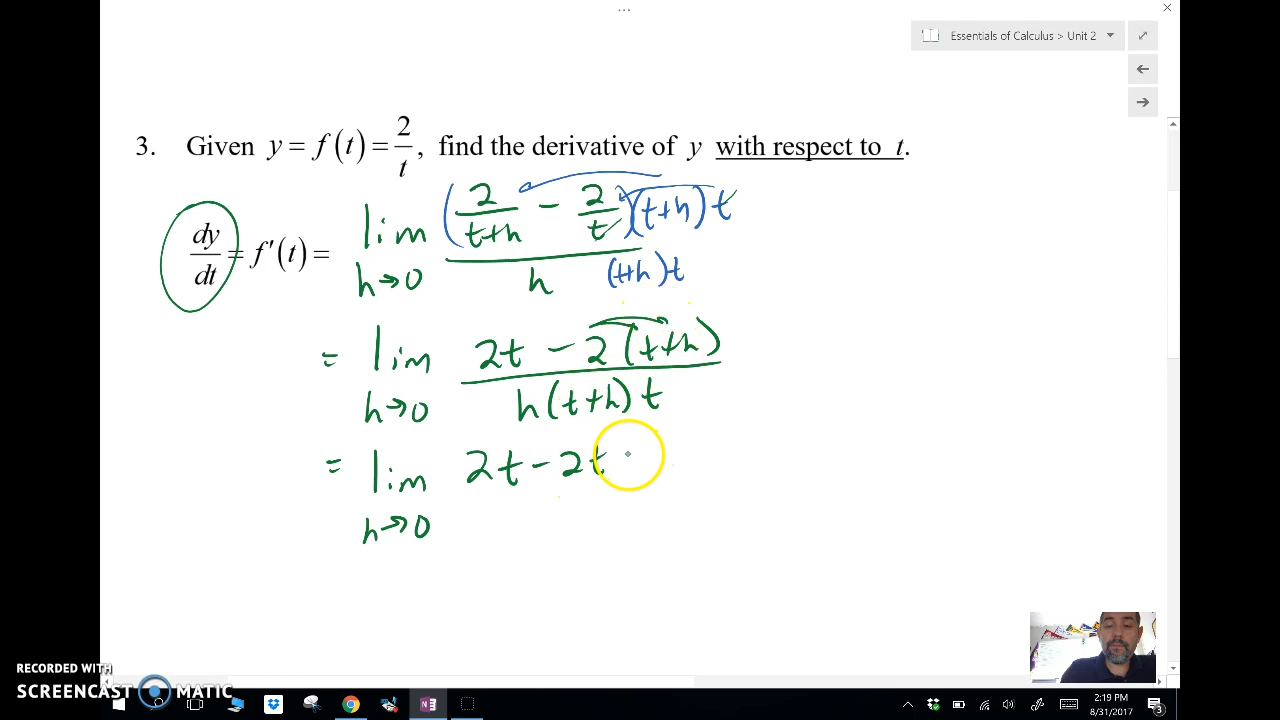 Essentials of Calculus > Unit 2
3. Given y = f(t) = 2/t, find the derivative of y with respect to t.
dy/dt = f'(t) = lim h→0 (2/(t+h) − 2/t)(t+h)t / h (t+h)t
= lim h→0 2t − 2(t+h) / h(t+h)t
= lim h→0 2t − 2t
RECORDED WITH
SCREENCAST MATIC
N3
2:19 PM
8/31/2017
3